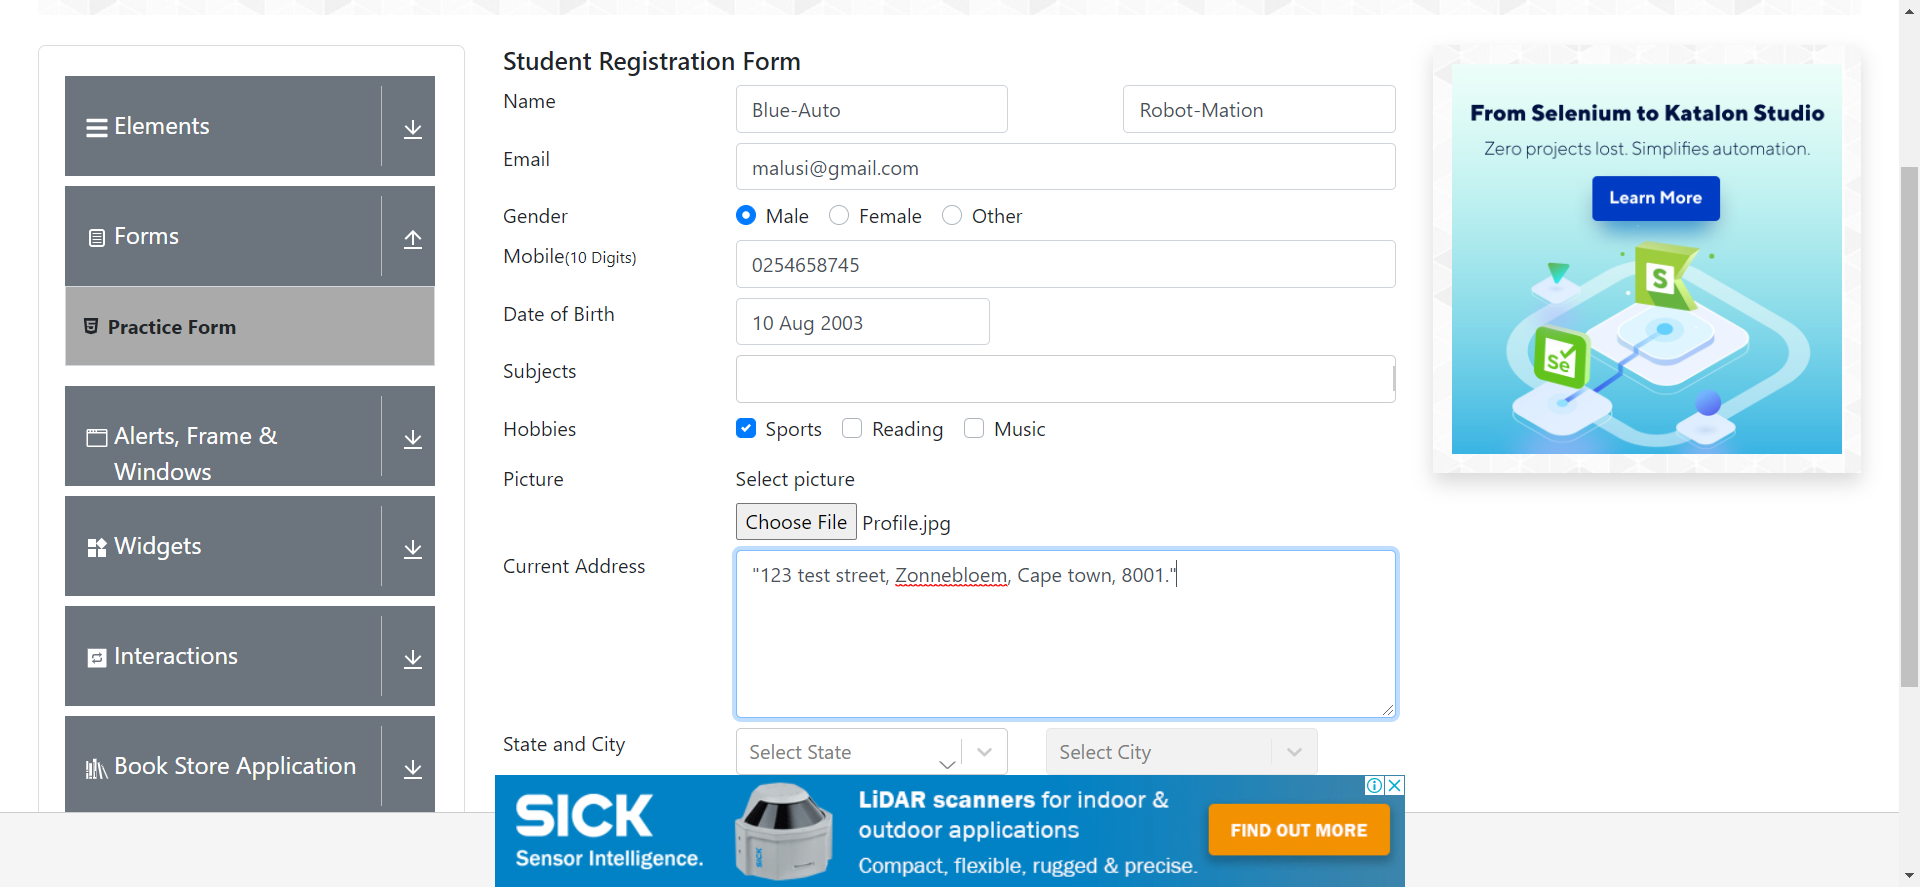 Elements
Forms
Practice Form
Alerts, Frame &
Windows
Widgets
Interactions
Book Store Application
Student Registration Form
Name
Blue-Auto
Robot-Mation
Email
malusi@gmail.com
Gender
Male
Female
Other
Mobile(10 Digits)
0254658745
Date of Birth
10 Aug 2003
Subjects
Hobbies
Sports
Reading
Music
Picture
Select picture
Choose File Profile.jpg
Current Address
"123 test street, Zonnebloem, Cape town, 8001."
State and City
Select State
Select City
From Selenium to Katalon Studio
Zero projects lost. Simplifies automation.
Learn More
S
Se
SICK
Sensor Intelligence.
SICK
LiDAR scanners for indoor &
outdoor applications
Compact, flexible, rugged & precise.
FIND OUT MORE